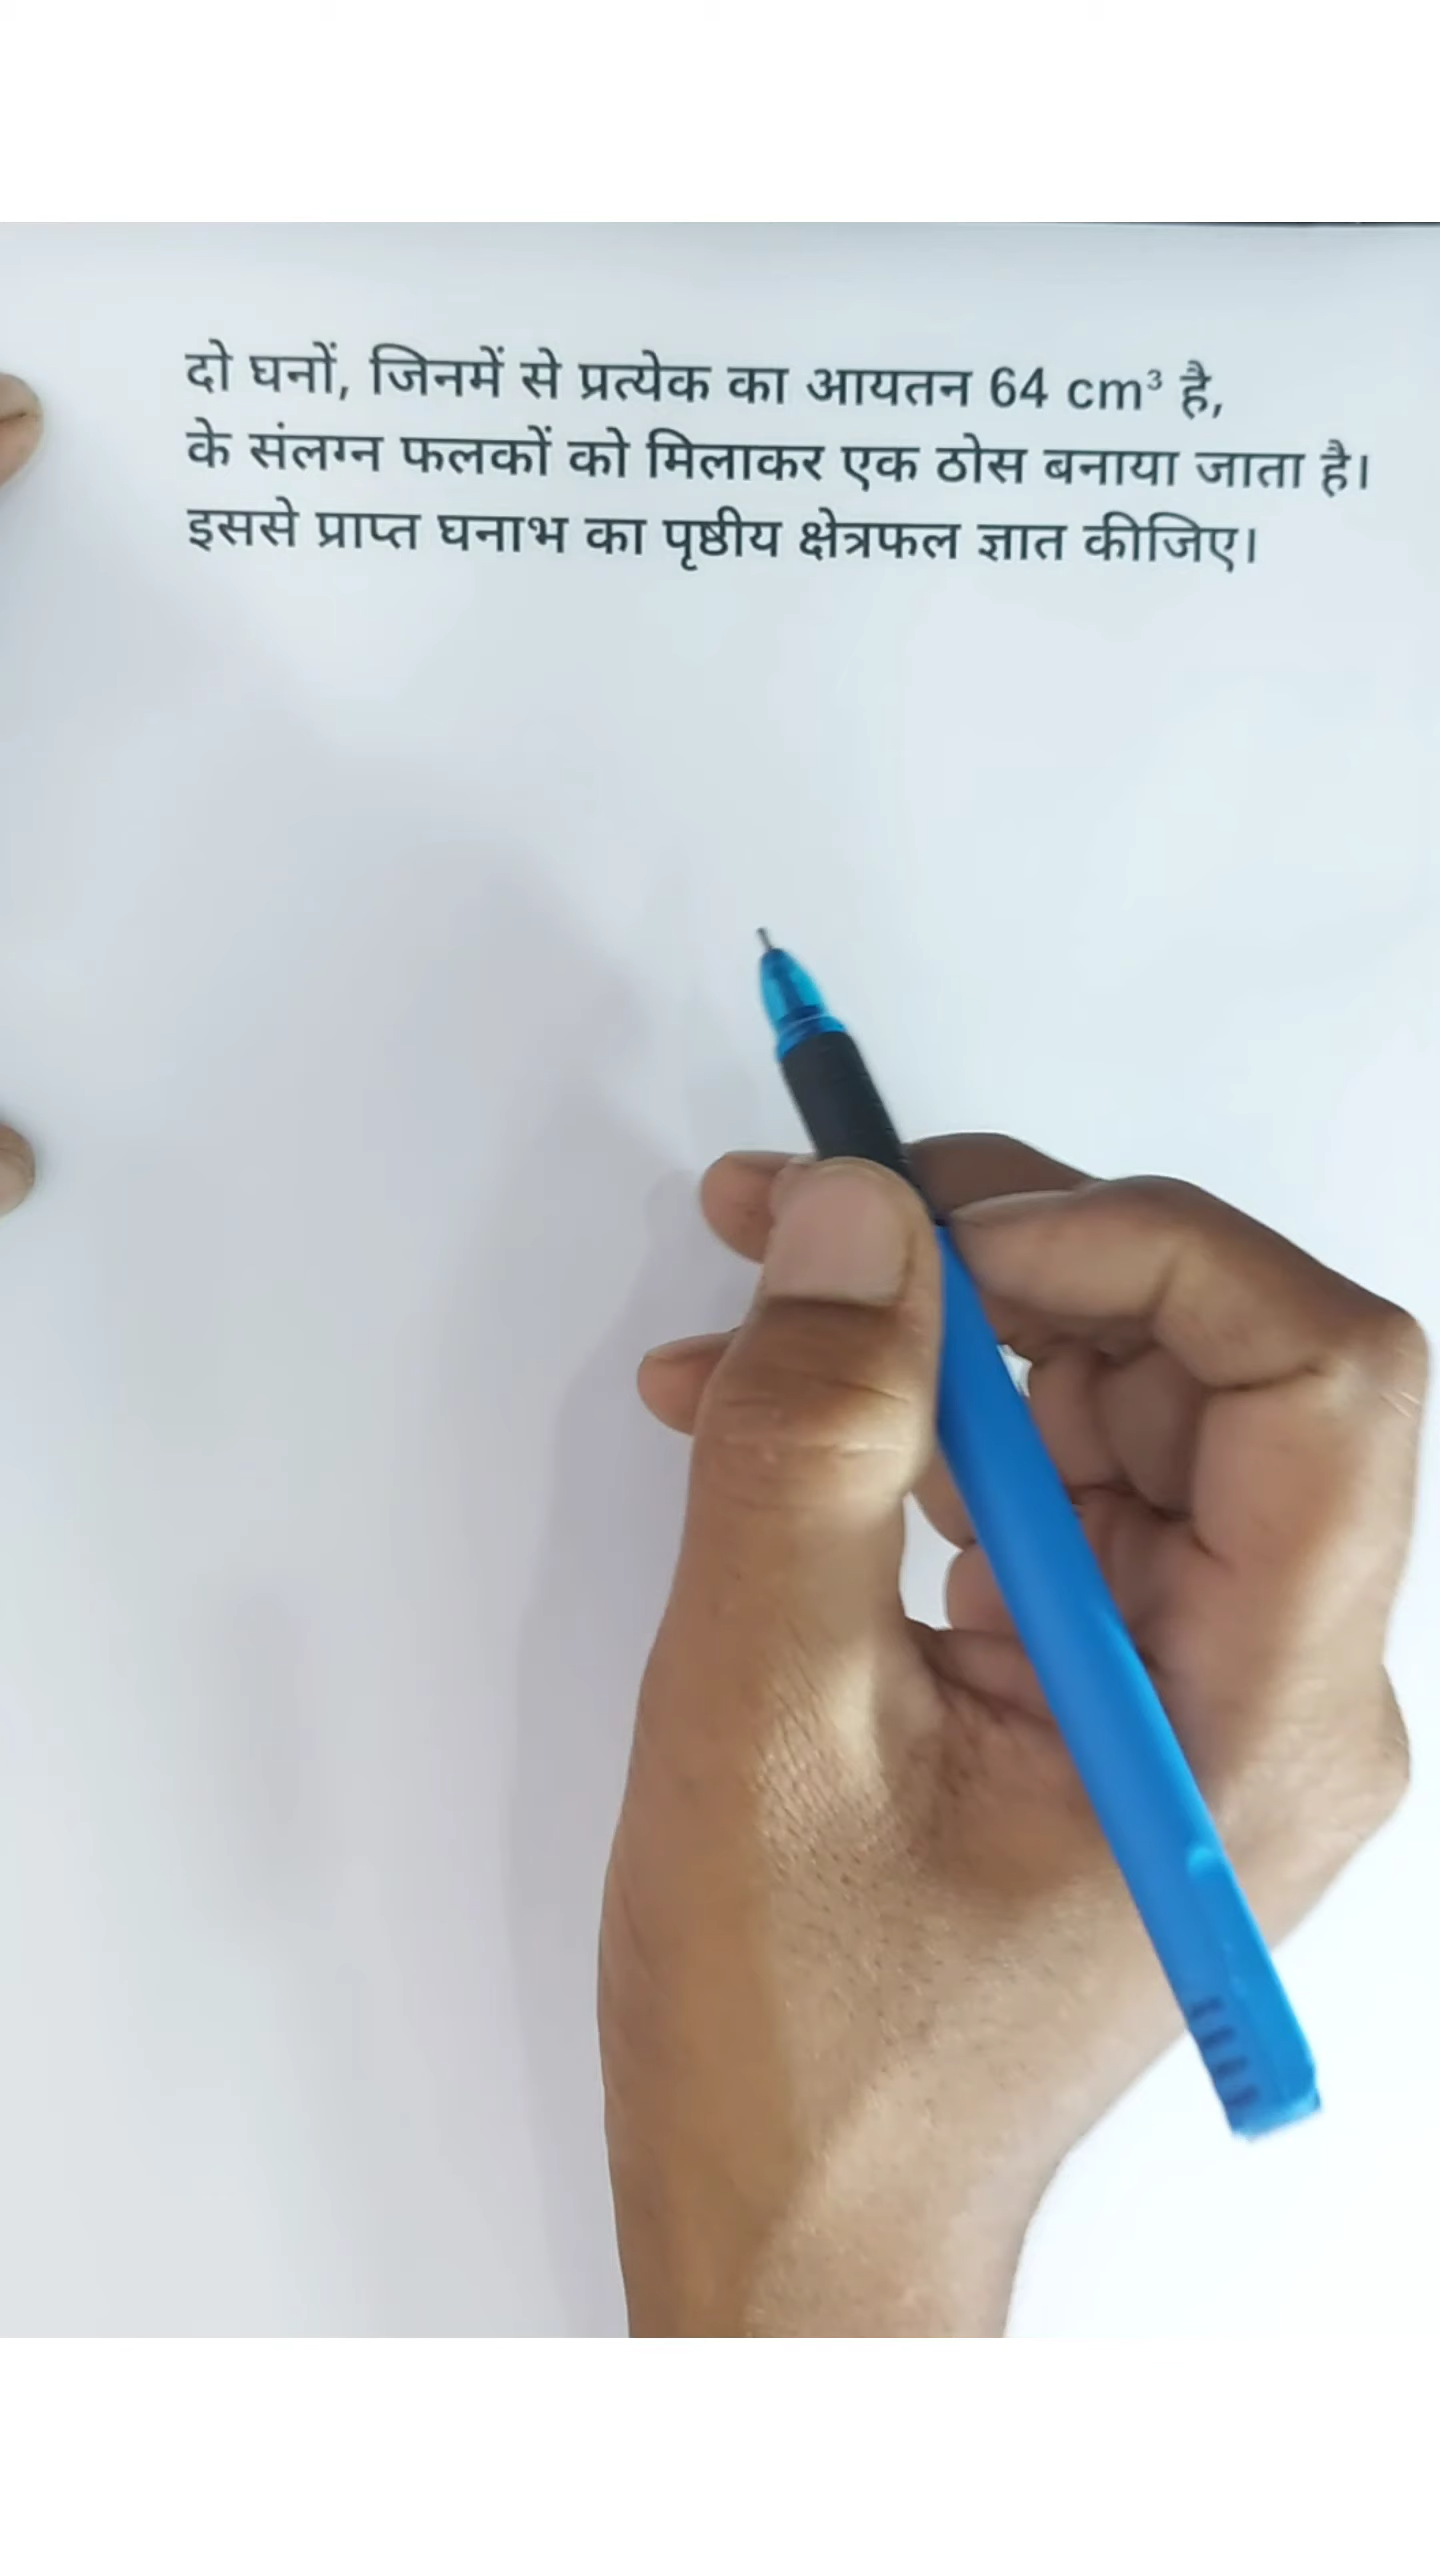 दो घनों, जिनमें से प्रत्येक का आयतन 64 cm³ है,
के संलग्न फलकों को मिलाकर एक ठोस बनाया जाता है।
इससे प्राप्त घनाभ का पृष्ठीय क्षेत्रफल ज्ञात कीजिए।